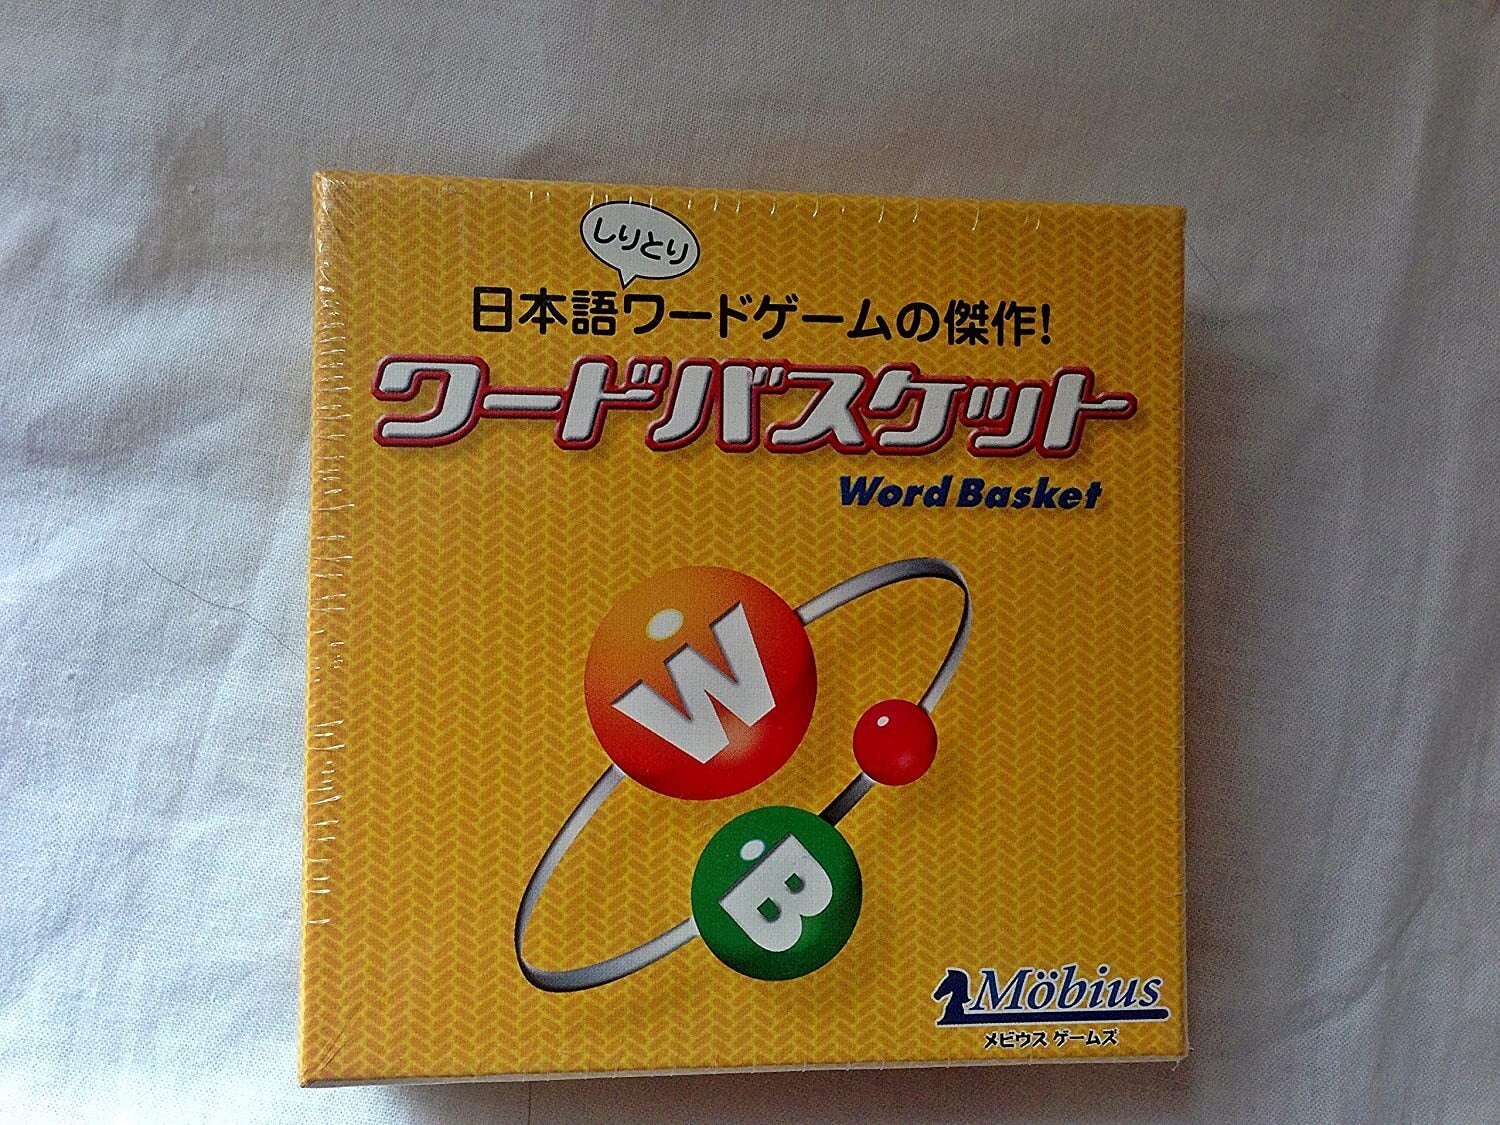 しりとり
日本語ワードゲームの傑作!
ワードバスケット
Word Basket
W
B
Möbius
メビウス ゲームズ